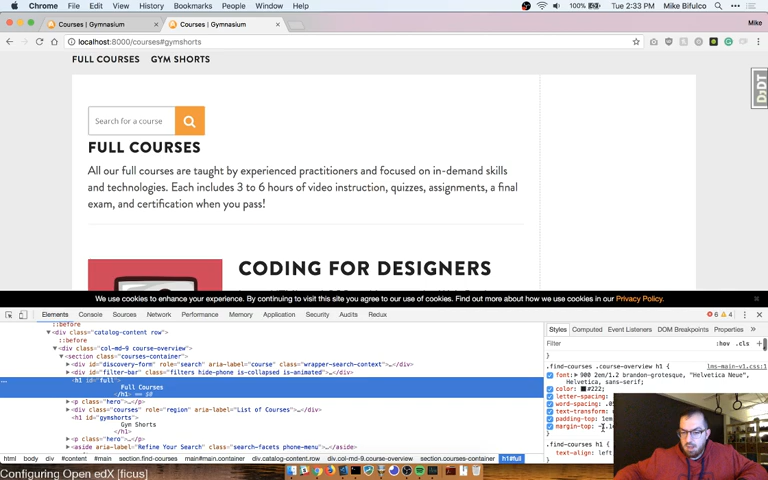 Chrome File Edit View History Bookmarks People Window Help 100% Tue 2:33 PM Mike Bifulco
Courses | Gymnasium Courses | Gymnasium Mike
localhost:8000/courses#gymshorts
FULL COURSES GYM SHORTS
DjDT
Search for a course
FULL COURSES
All our full courses are taught by experienced practitioners and focused on in-demand skills
and technologies. Each includes 3 to 6 hours of video instruction, quizzes, assignments, a final
exam, and certification when you pass!
CODING FOR DESIGNERS
We use cookies to enhance your experience. By continuing to visit this site you agree to our use of cookies. Find out more about how we use cookies in our Privacy Policy.
Elements Console Sources Network Performance Memory Application Security Audits Redux 6 4
Styles Computed Event Listeners DOM Breakpoints Properties »
Filter :hov .cls +
::before
▼<div class="catalog-content row">
::before
▼<div class="col-md-9 course-overview">
▼<section class="courses-container">
▶<div id="discovery-form" role="search" aria-label="course" class="wrapper-search-context">…</div>
▶<div id="filter-bar" class="filters hide-phone is-collapsed is-animated">…</div>
<h1 id="full">
Full Courses
</h1> == $0
▶<p class="hero">…</p>
▶<div class="courses" role="region" aria-label="List of Courses">…</div>
<h1 id="gymshorts">
Gym Shorts
</h1>
▶<p class="hero">…</p>
▶<aside aria-label="Refine Your Search" class="search-facets phone-menu">…</aside>
}
.find-courses .course-overview h1 { lms-main-v1.css:1
font:▶ 900 2em/1.2 brandon-grotesque, "Helvetica Neue",
Helvetica, sans-serif;
color: #222;
letter-spacing:
word-spacing:
text-transform:
padding-top: 1em
margin-top:
}
.find-courses h1 {
text-align: left
html body div #content main#main div.find-courses section.find-courses main#main.container div.catalog-content.row div.col-md-9.course-overview section.courses-container h1#full
Configuring Open edX [ficus]